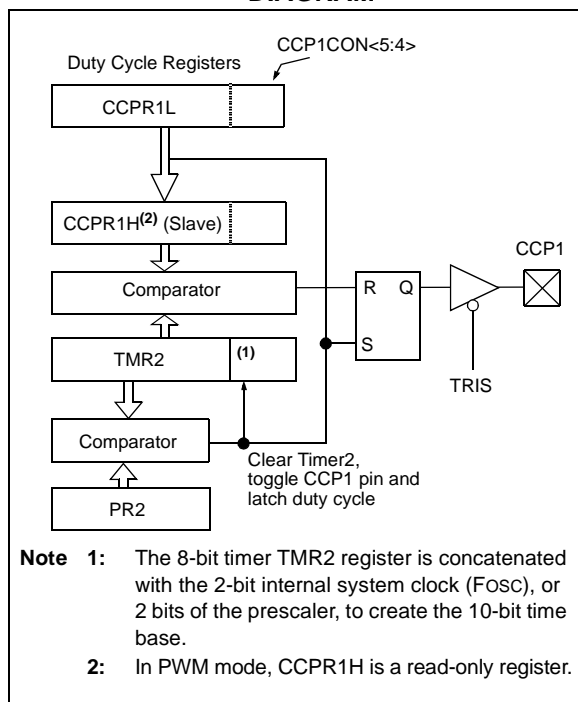 DIAGRAM
CCP1CON<5:4>
Duty Cycle Registers
CCPR1L
CCPR1H(2) (Slave)
CCP1
Comparator
R Q
TMR2 (1)
S
TRIS
Comparator
Clear Timer2,
toggle CCP1 pin and
latch duty cycle
PR2
Note 1: The 8-bit timer TMR2 register is concatenated
with the 2-bit internal system clock (FOSC), or
2 bits of the prescaler, to create the 10-bit time
base.
2: In PWM mode, CCPR1H is a read-only register.